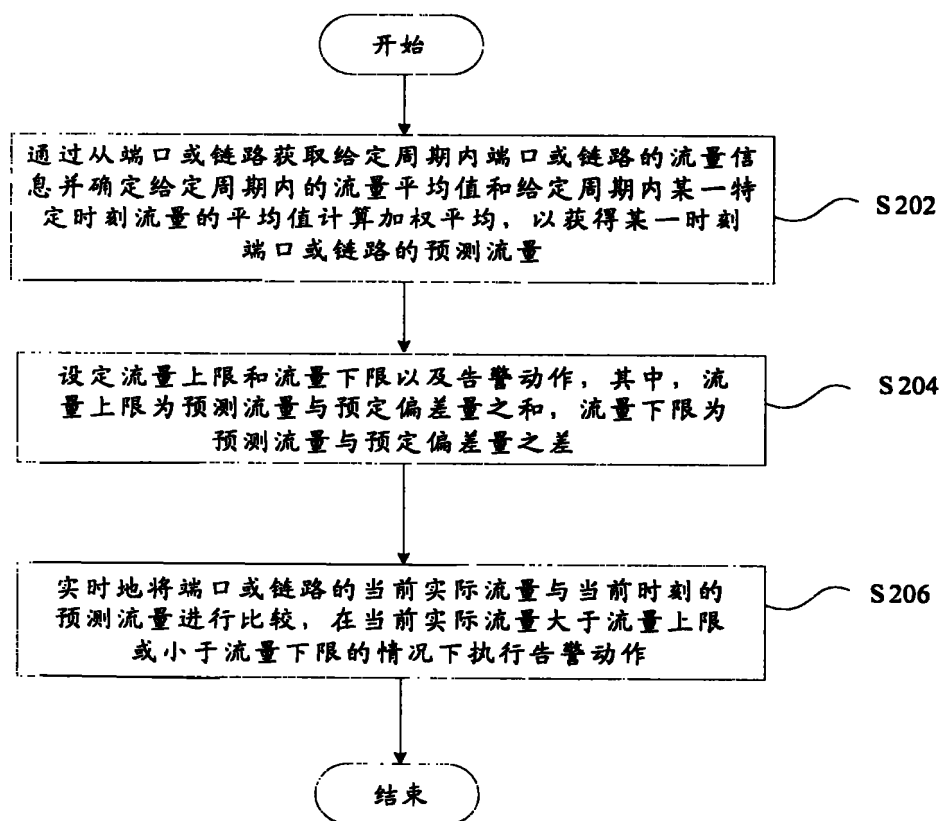 开始
通过从端口或链路获取给定周期内端口或链路的流量信
息并确定给定周期内的流量平均值和给定周期内某一特
定时刻流量的平均值计算加权平均，以获得某一时刻
端口或链路的预测流量
S202
设定流量上限和流量下限以及告警动作，其中，流
量上限为预测流量与预定偏差量之和，流量下限为
预测流量与预定偏差量之差
S204
实时地将端口或链路的当前实际流量与当前时刻的
预测流量进行比较，在当前实际流量大于流量上限
或小于流量下限的情况下执行告警动作
S206
结束